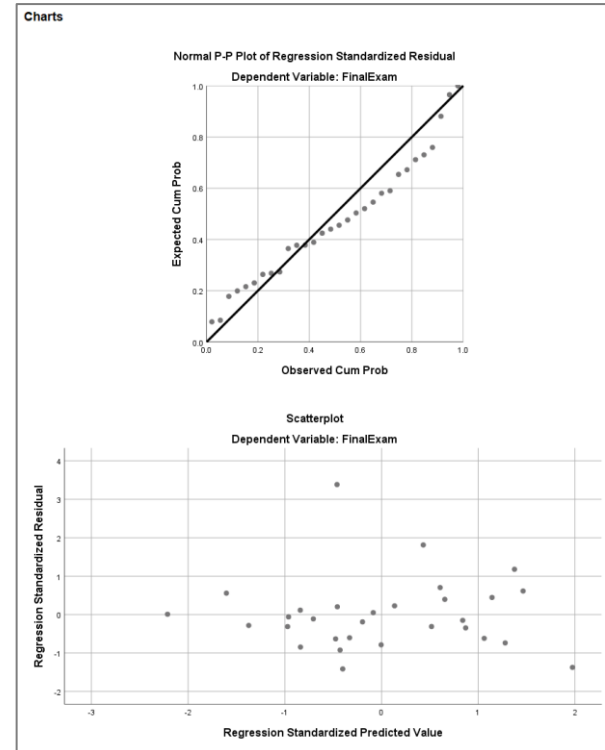 Charts
Normal P-P Plot of Regression Standardized Residual
Dependent Variable: FinalExam
Expected Cum Prob
1.0
0.8
0.6
0.4
0.2
0.0
0.0 0.2 0.4 0.6 0.8 1.0
Observed Cum Prob
Scatterplot
Dependent Variable: FinalExam
Regression Standardized Residual
4
3
2
1
0
-1
-2
-3 -2 -1 0 1 2
Regression Standardized Predicted Value